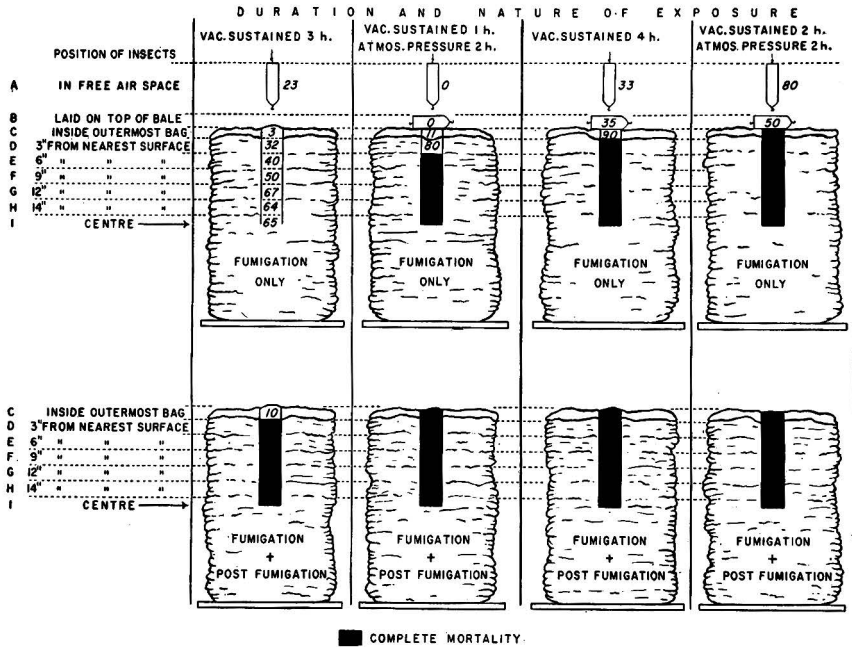 DURATION AND NATURE OF EXPOSURE
POSITION OF INSECTS
VAC. SUSTAINED 3 h.
VAC. SUSTAINED 1 h.
ATMOS. PRESSURE 2 h.
VAC. SUSTAINED 4 h.
VAC. SUSTAINED 2 h.
ATMOS. PRESSURE 2 h.
A IN FREE AIR SPACE 23 0 33 80
B LAID ON TOP OF BALE 0 35 50
C INSIDE OUTERMOST BAG 3 11 90
D 3" FROM NEAREST SURFACE 32 80
E 6" " " " 40
F 9" " " " 50
G 12" " " " 67
H 14" " " " 64
I CENTRE 65
FUMIGATION
ONLY
FUMIGATION
ONLY
FUMIGATION
ONLY
FUMIGATION
ONLY
C INSIDE OUTERMOST BAG 10
D 3" FROM NEAREST SURFACE
E 6" " " "
F 9" " " "
G 12" " " "
H 14" " " "
I CENTRE
FUMIGATION
+
POST FUMIGATION
FUMIGATION
+
POST FUMIGATION
FUMIGATION
+
POST FUMIGATION
FUMIGATION
+
POST FUMIGATION
COMPLETE MORTALITY